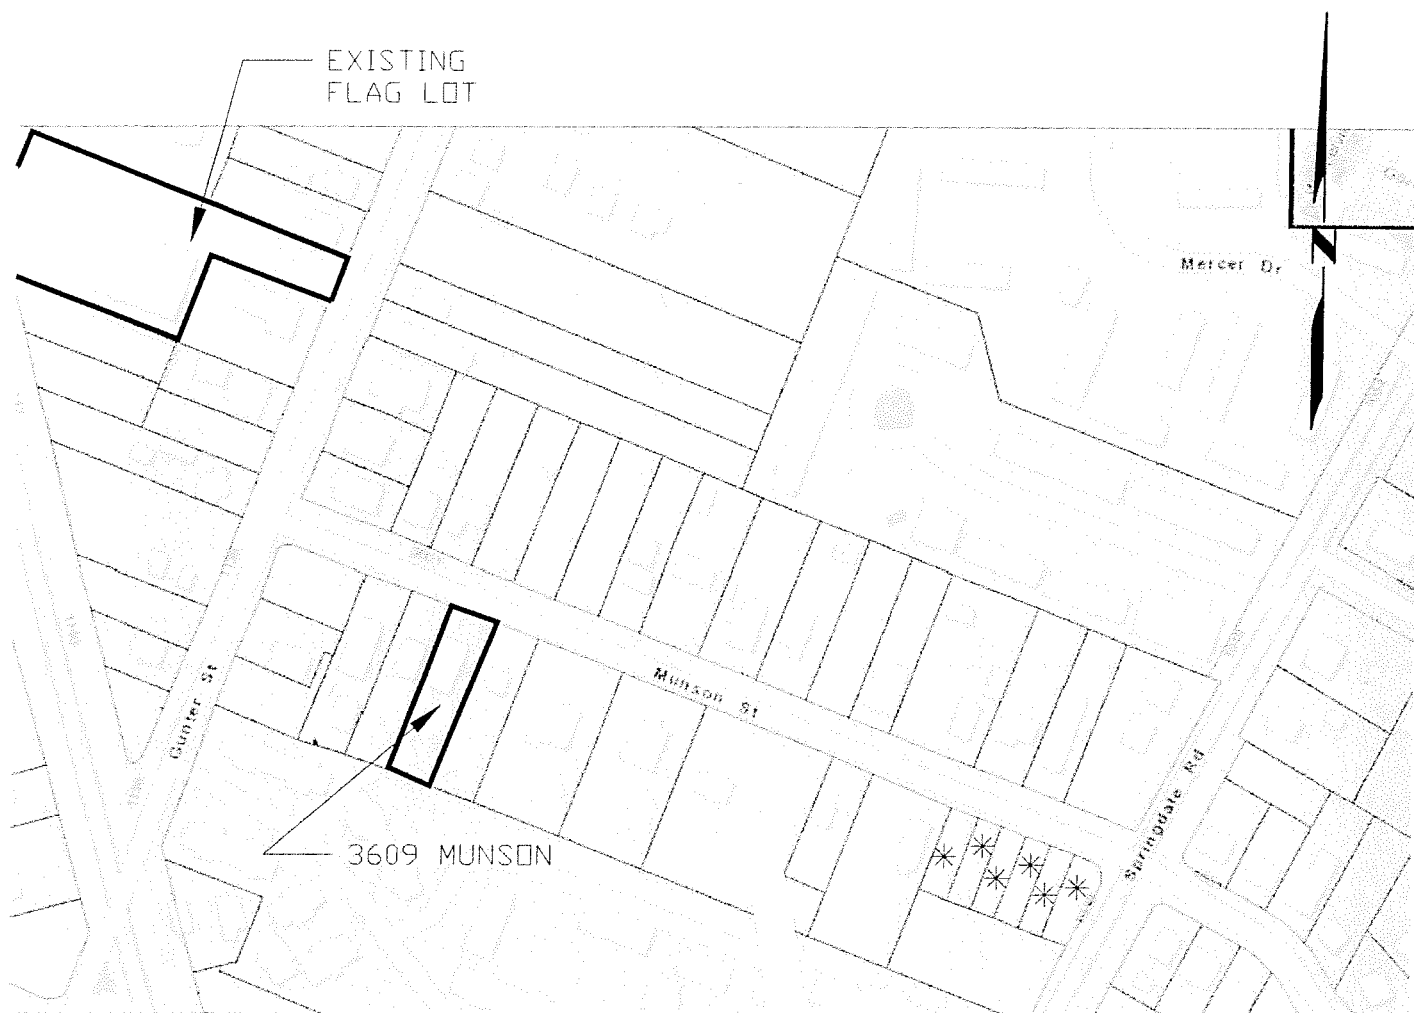 EXISTING
FLAG LOT
Mercer Dr
N
Munson St
Gunter St
Springdale Rd
3609 MUNSON